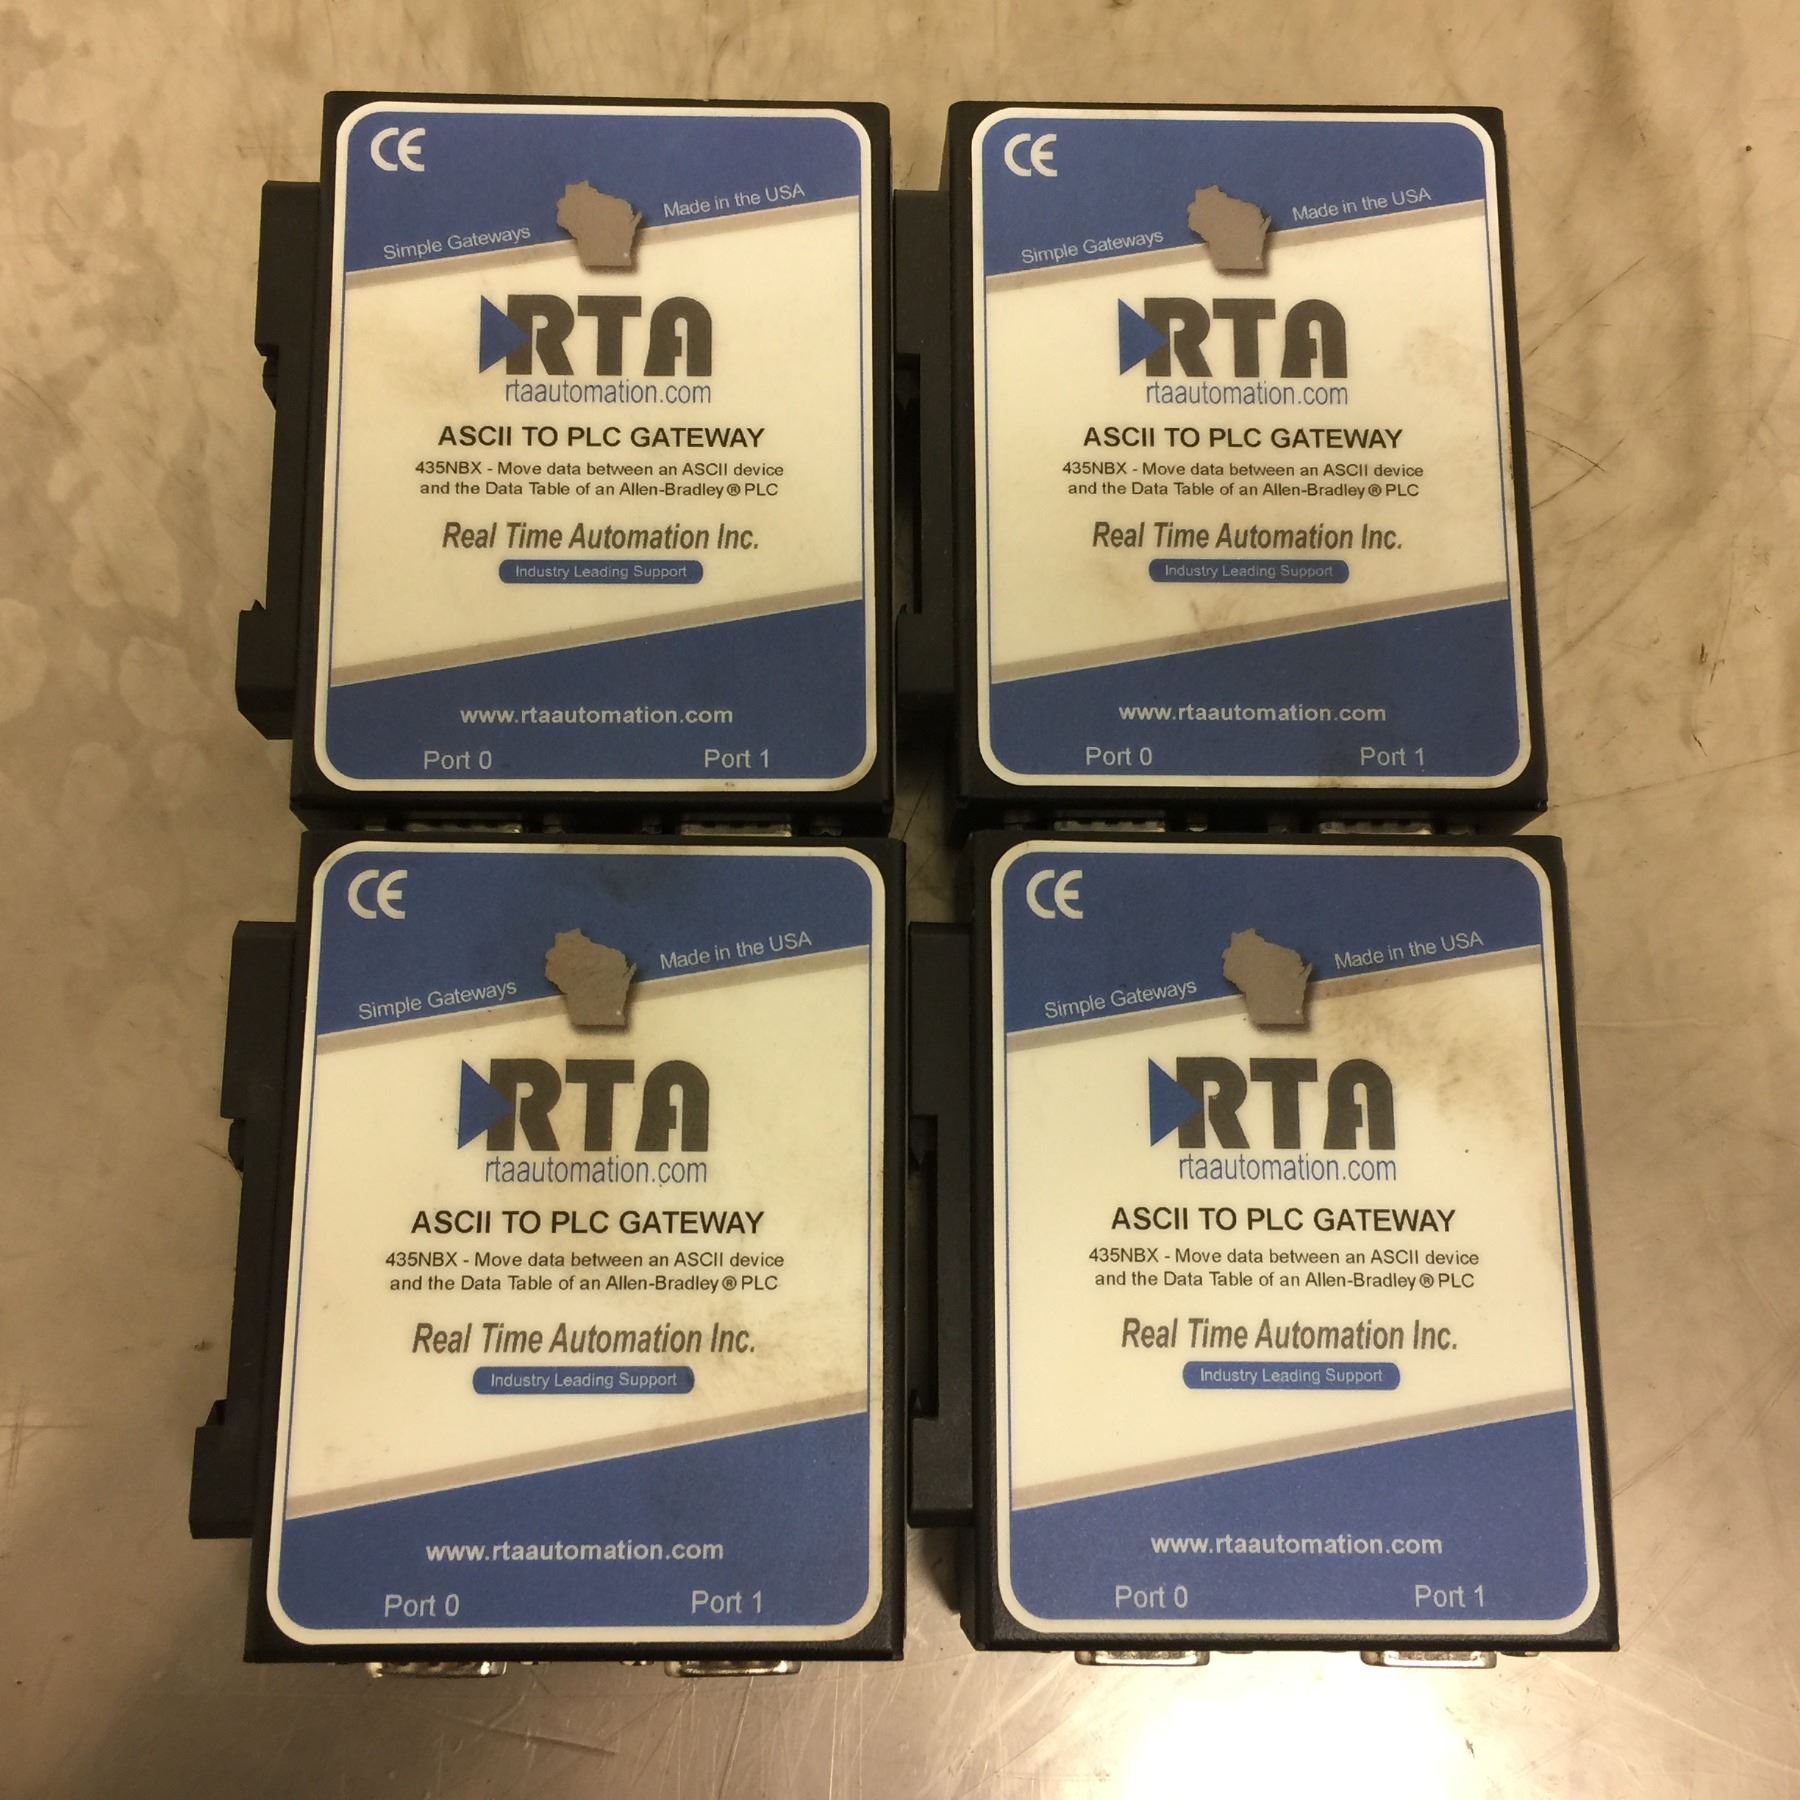 CE
Simple Gateways Made in the USA
RTA
rtaautomation.com
ASCII TO PLC GATEWAY
435NBX - Move data between an ASCII device
and the Data Table of an Allen-Bradley® PLC
Real Time Automation Inc.
Industry Leading Support
www.rtaautomation.com
Port 0 Port 1
CE
Simple Gateways Made in the USA
RTA
rtaautomation.com
ASCII TO PLC GATEWAY
435NBX - Move data between an ASCII device
and the Data Table of an Allen-Bradley® PLC
Real Time Automation Inc.
Industry Leading Support
www.rtaautomation.com
Port 0 Port 1
CE
Simple Gateways Made in the USA
RTA
rtaautomation.com
ASCII TO PLC GATEWAY
435NBX - Move data between an ASCII device
and the Data Table of an Allen-Bradley® PLC
Real Time Automation Inc.
Industry Leading Support
www.rtaautomation.com
Port 0 Port 1
CE
Simple Gateways Made in the USA
RTA
rtaautomation.com
ASCII TO PLC GATEWAY
435NBX - Move data between an ASCII device
and the Data Table of an Allen-Bradley® PLC
Real Time Automation Inc.
Industry Leading Support
www.rtaautomation.com
Port 0 Port 1